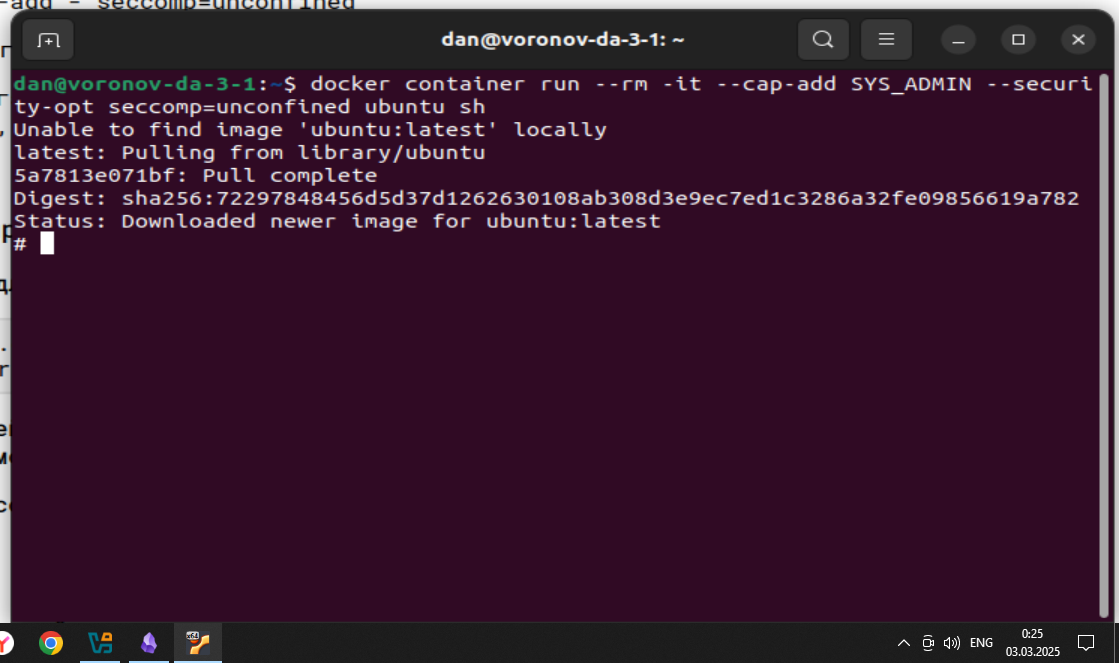 -add - seccomp=unconfined
dan@voronov-da-3-1: ~
dan@voronov-da-3-1:~$ docker container run --rm -it --cap-add SYS_ADMIN --securi
ty-opt seccomp=unconfined ubuntu sh
Unable to find image 'ubuntu:latest' locally
latest: Pulling from library/ubuntu
5a7813e071bf: Pull complete
Digest: sha256:72297848456d5d37d1262630108ab308d3e9ec7ed1c3286a32fe09856619a782
Status: Downloaded newer image for ubuntu:latest
#
x64
ENG
0:25
03.03.2025